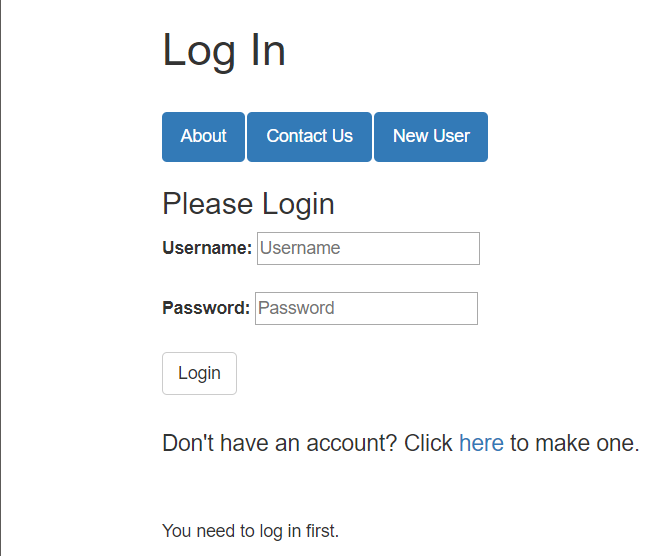 Log In
About Contact Us New User
Please Login
Username: Username
Password: Password
Login
Don't have an account? Click here to make one.
You need to log in first.